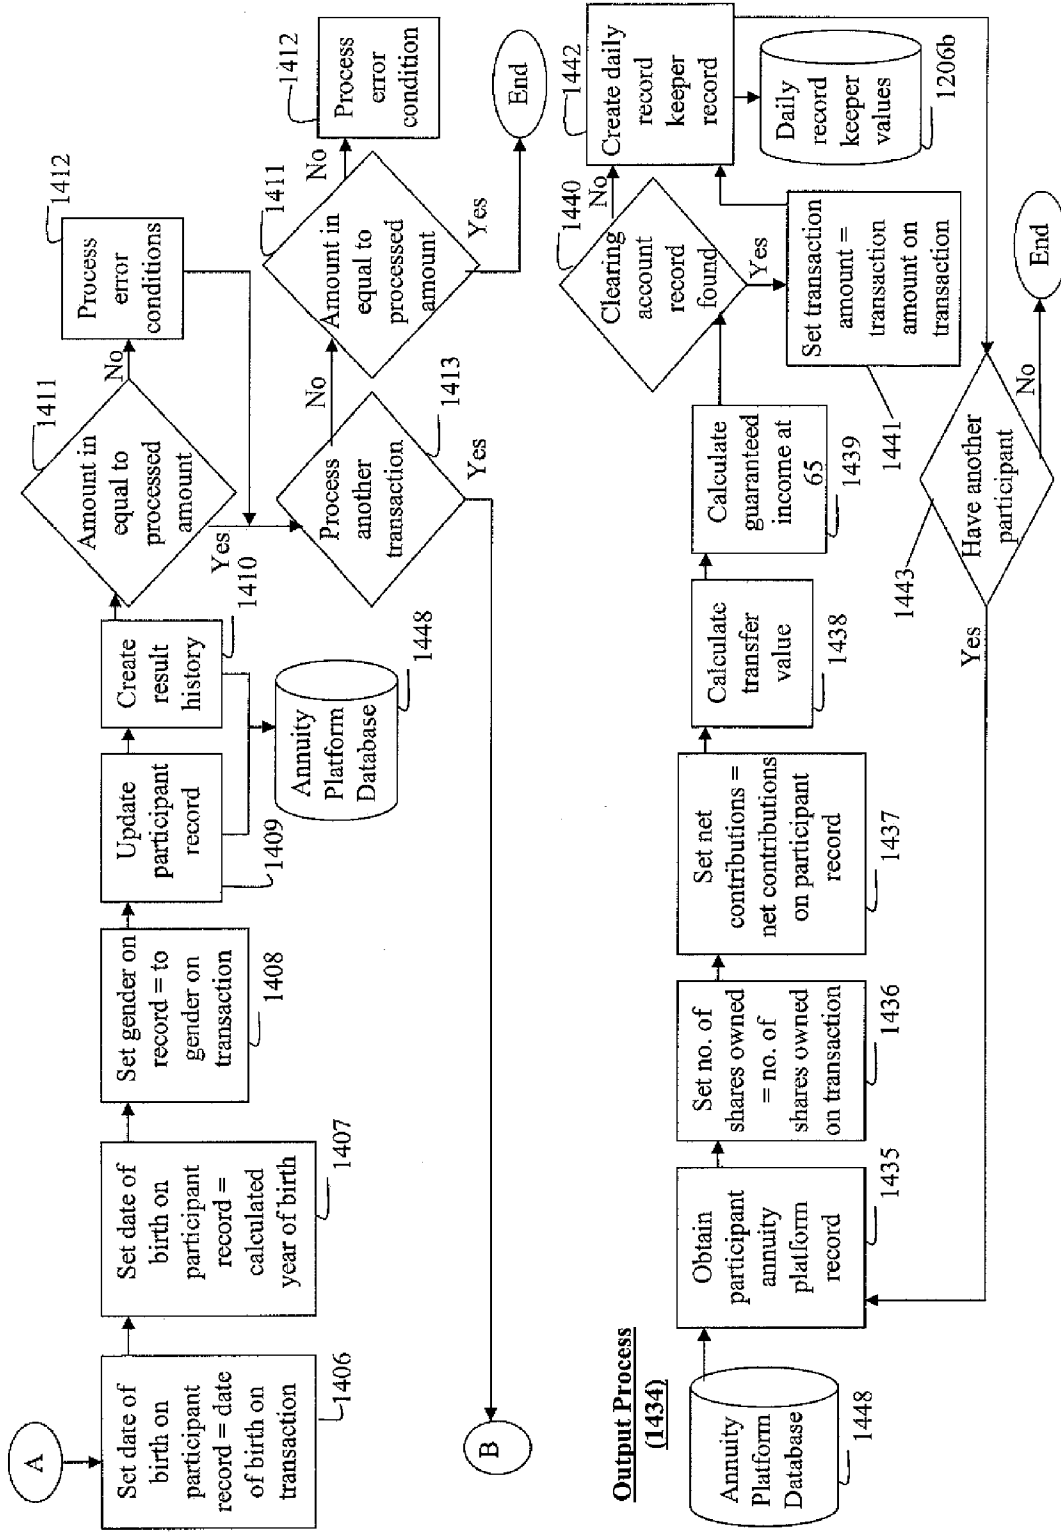 A
Set date of
birth on
participant
record = date
of birth on
transaction
1406
Set date of
birth on
participant
record =
calculated
year of birth
1407
Set gender on
record = to
gender on
transaction
1408
Update
participant
record
1409
Create
result
history
1410
Annuity
Platform
Database
1448
Amount in
equal to
processed
amount
1411
No
Yes
Process
error
conditions
1412
Process
another
transaction
1413
No
Yes
B
Amount in
equal to
processed
amount
1411
No
Yes
Process
error
condition
1412
End
Output Process
(1434)
Annuity
Platform
Database
1448
Obtain
participant
annuity
platform
record
1435
Set no. of
shares owned
= no. of
shares owned
on transaction
1436
Set net
contributions =
net contributions
on participant
record
1437
Calculate
transfer
value
1438
Calculate
guaranteed
income at
65
1439
Clearing
account
record
found
1440
No
Yes
Set transaction
amount =
transaction
amount on
transaction
1441
Create daily
record
keeper
record
1442
Daily
record
keeper
values
1206b
Have another
participant
1443
Yes
No
End